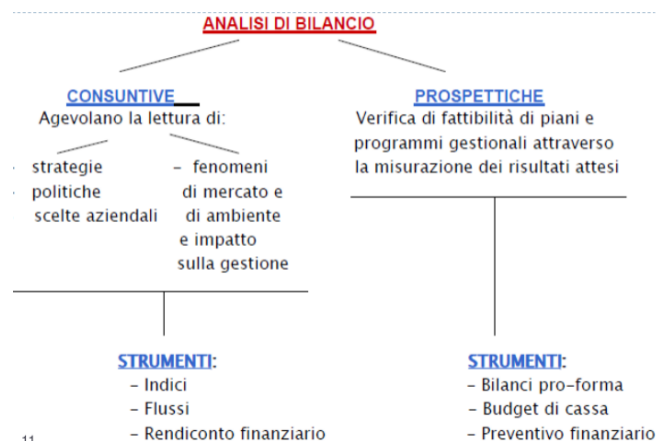 ANALISI DI BILANCIO
CONSUNTIVE
Agevolano la lettura di:
strategie
politiche
scelte aziendali
– fenomeni
di mercato e
di ambiente
e impatto
sulla gestione
STRUMENTI:
– Indici
– Flussi
– Rendiconto finanziario
PROSPETTICHE
Verifica di fattibilità di piani e
programmi gestionali attraverso
la misurazione dei risultati attesi
STRUMENTI:
– Bilanci pro-forma
– Budget di cassa
– Preventivo finanziario
11